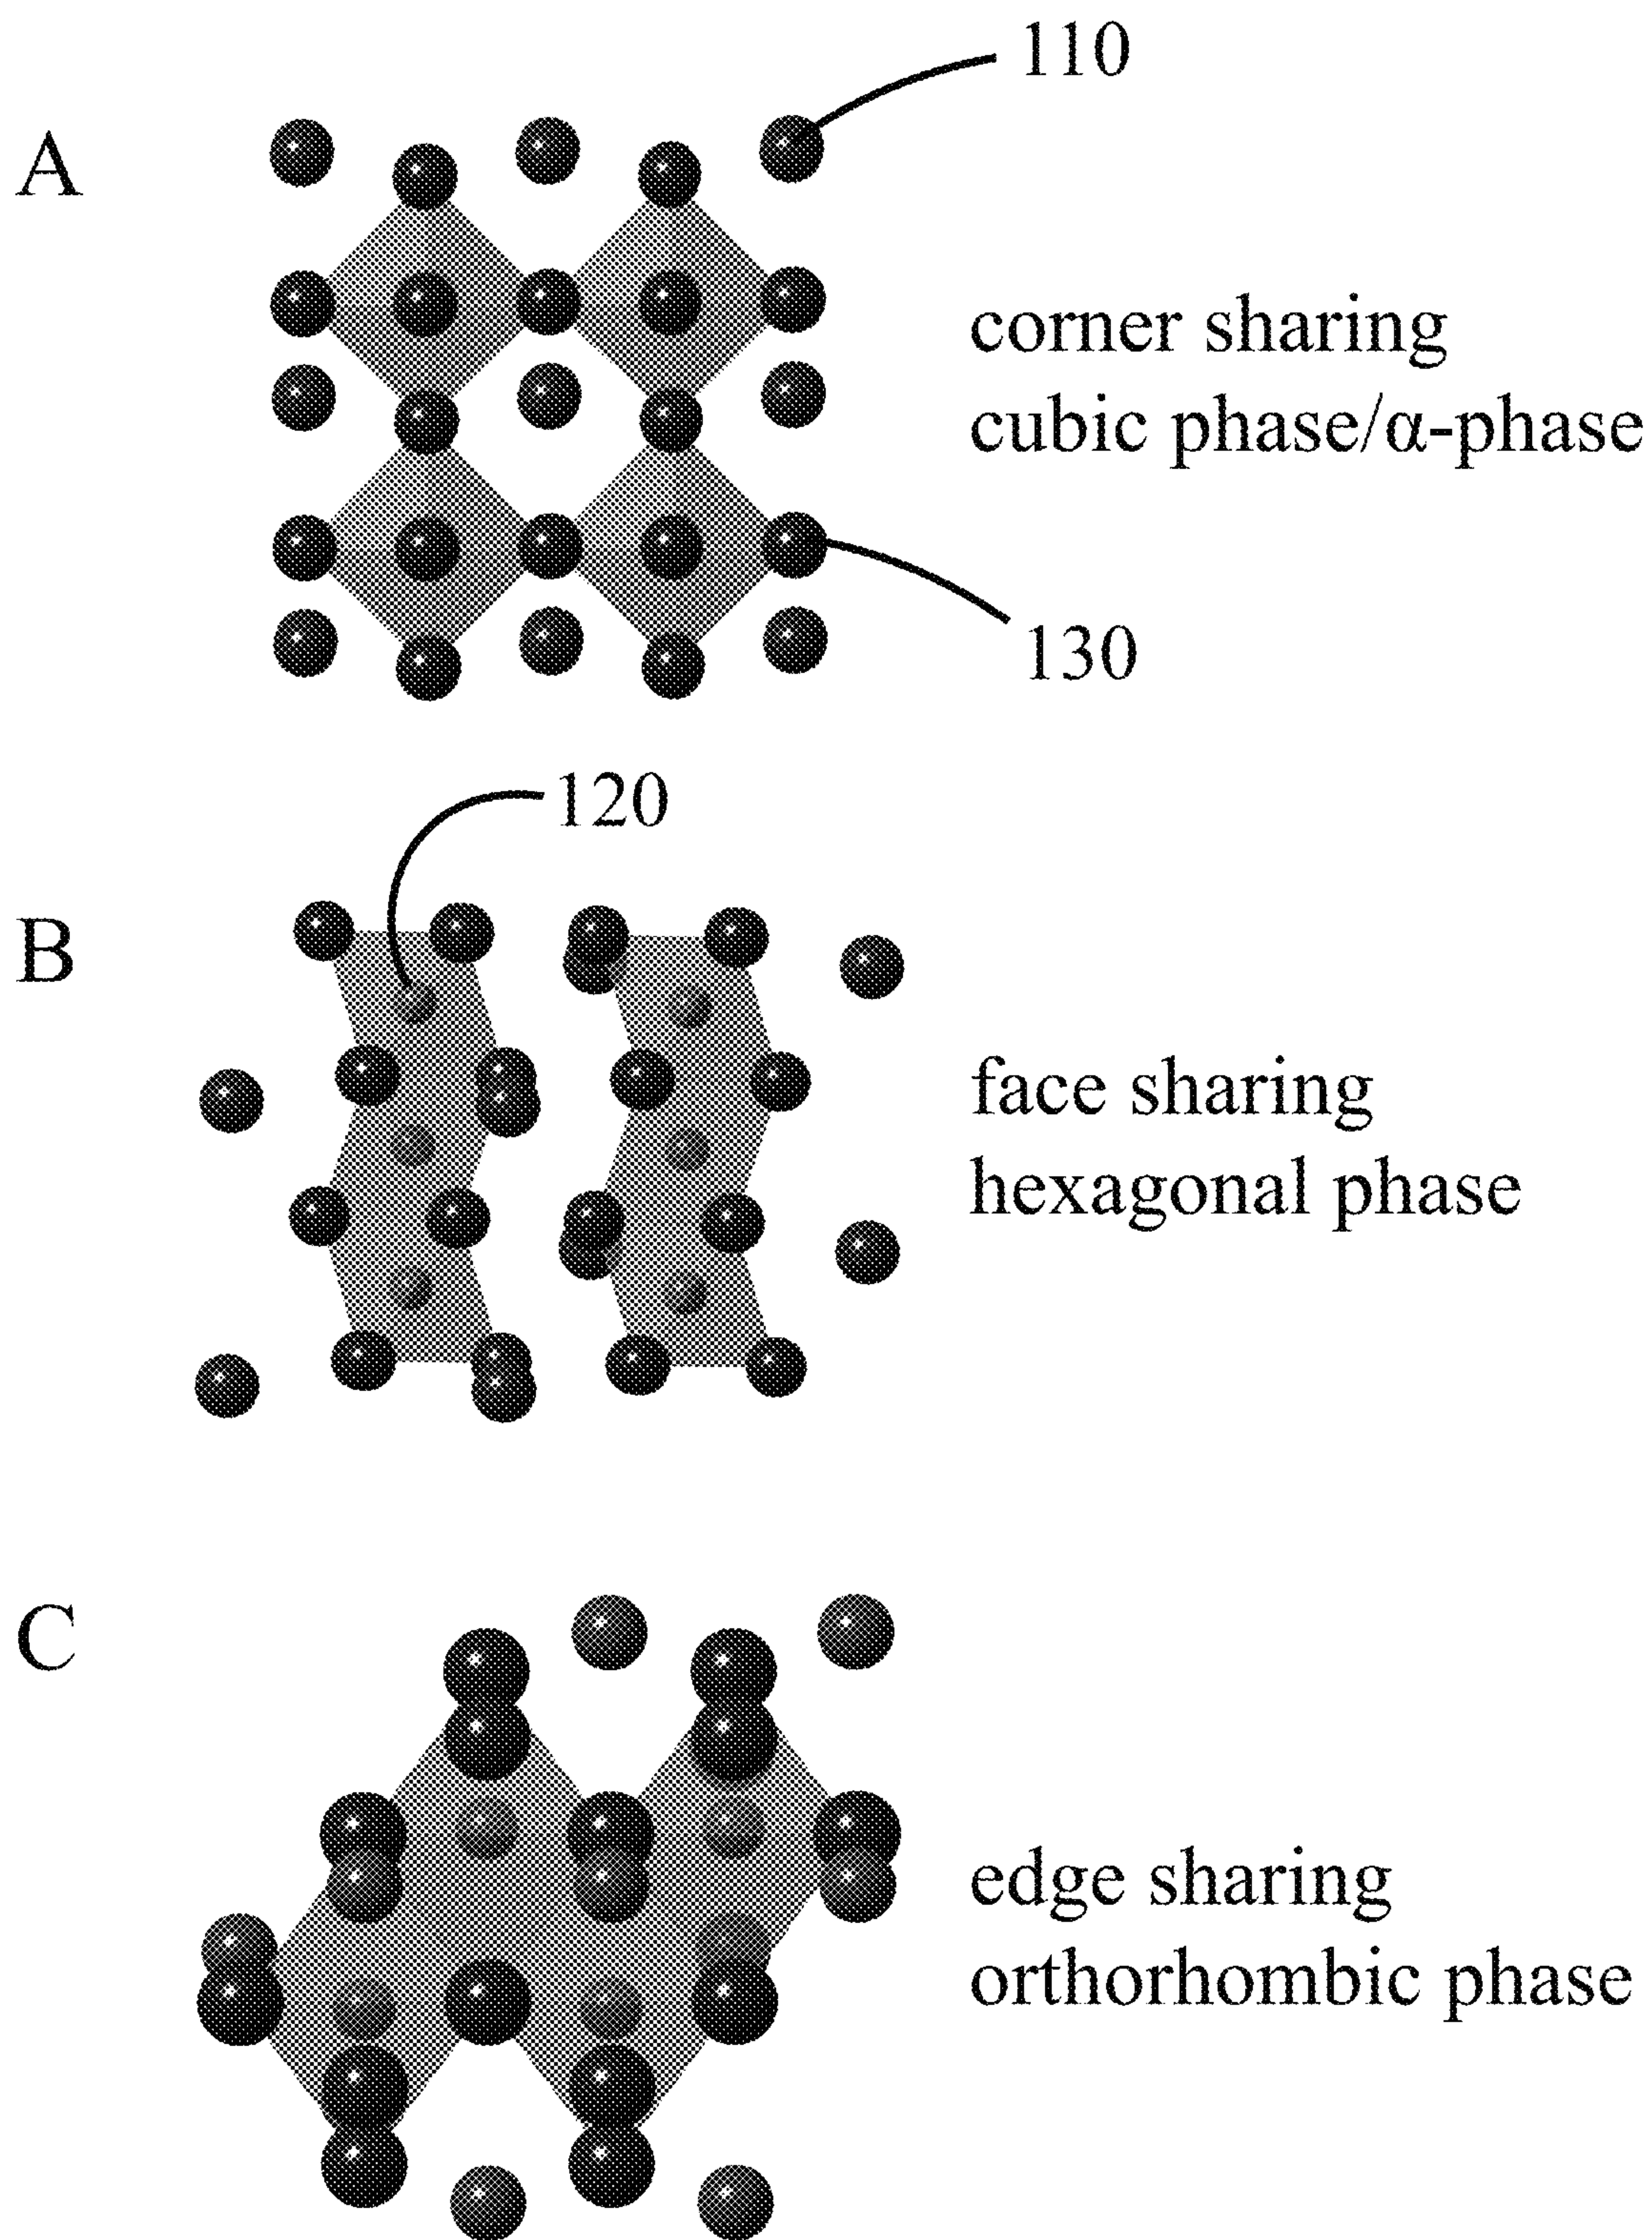 110
A
corner sharing
cubic phase/α-phase
130
120
B
face sharing
hexagonal phase
C
edge sharing
orthorhombic phase